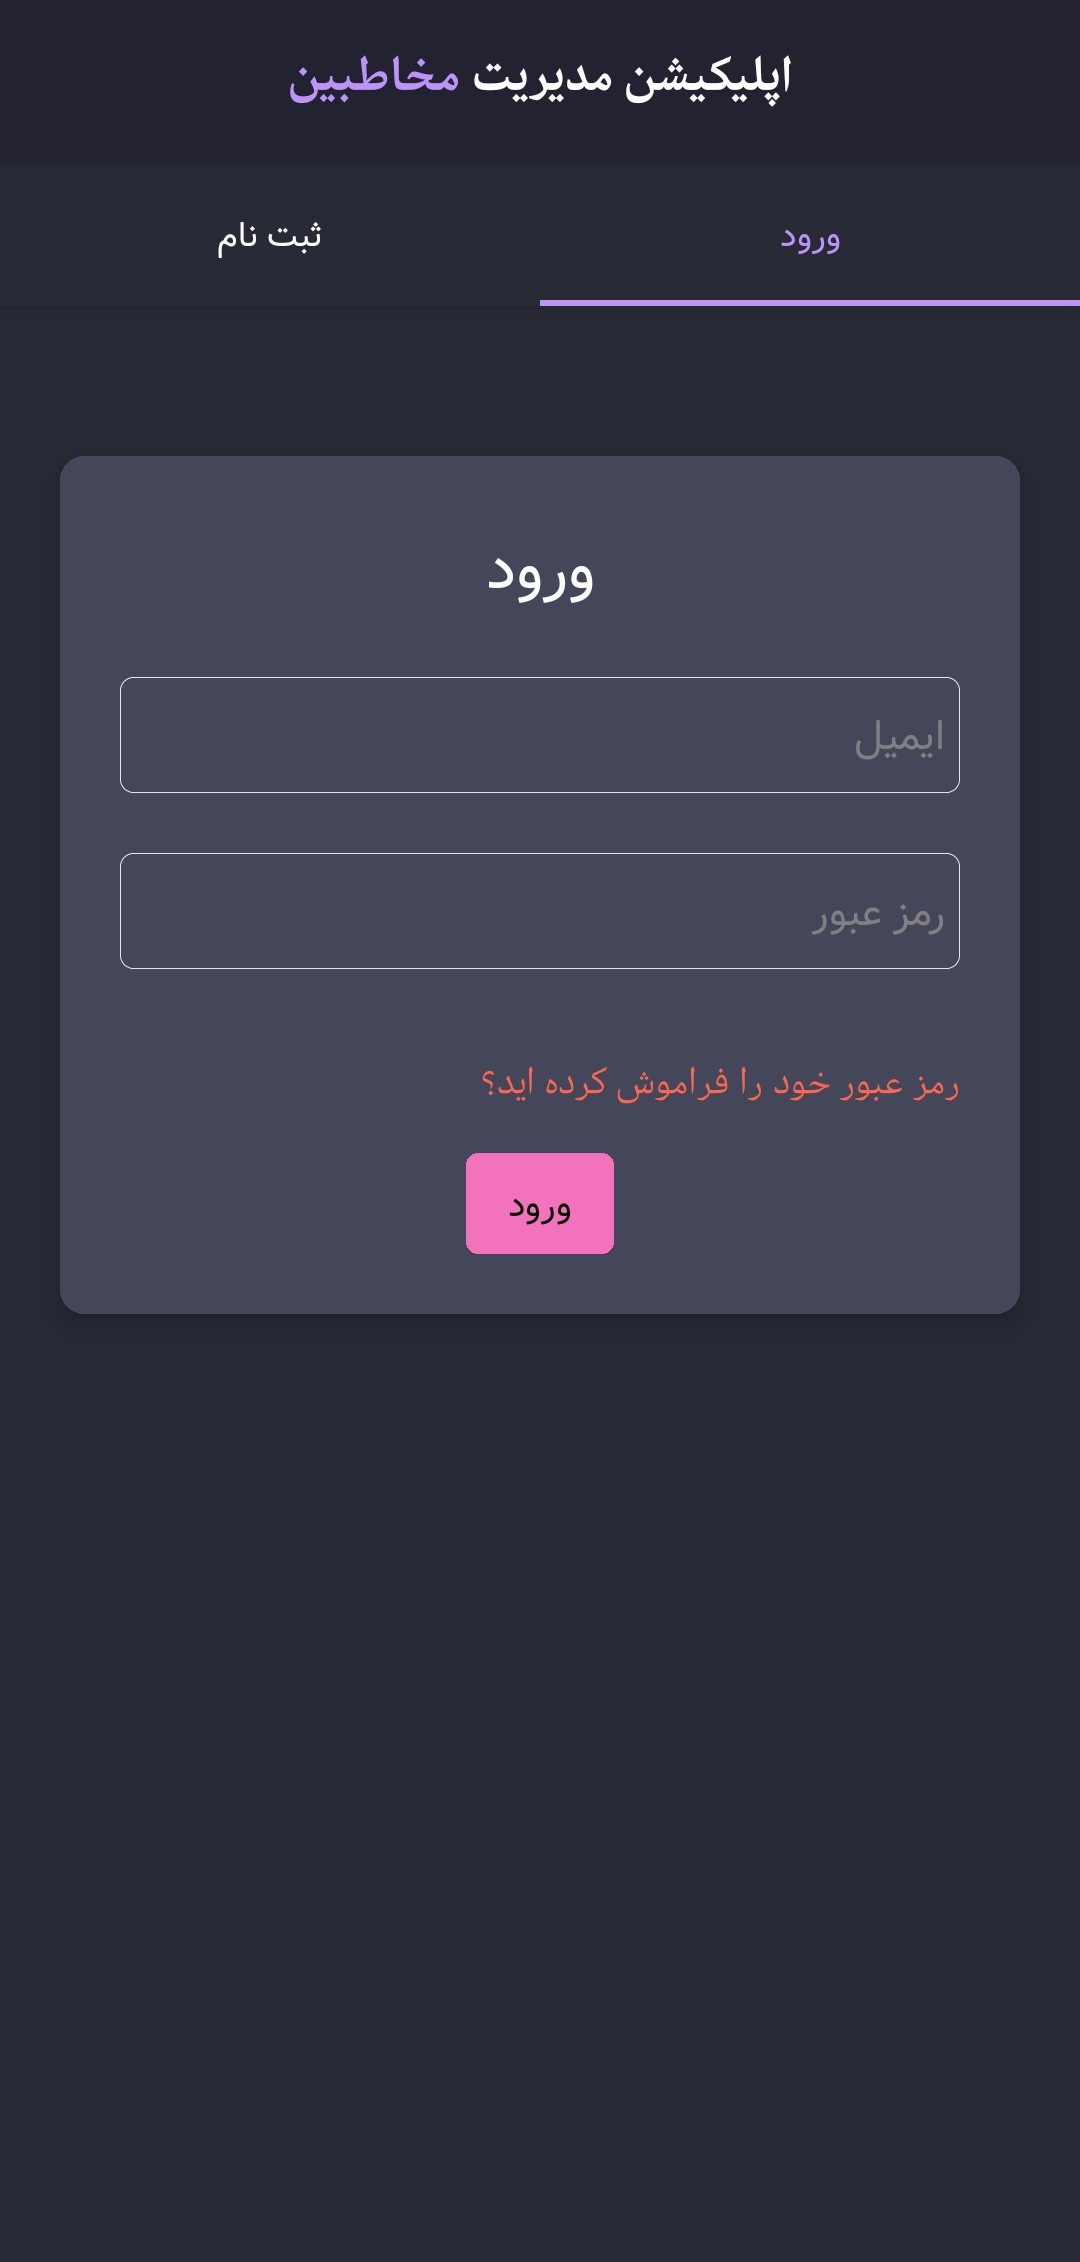 اپلیکیشن مدیریت مخاطبین
ورود
ثبت نام
ورود
ایمیل
رمز عبور
رمز عبور خود را فراموش کرده اید؟
ورود